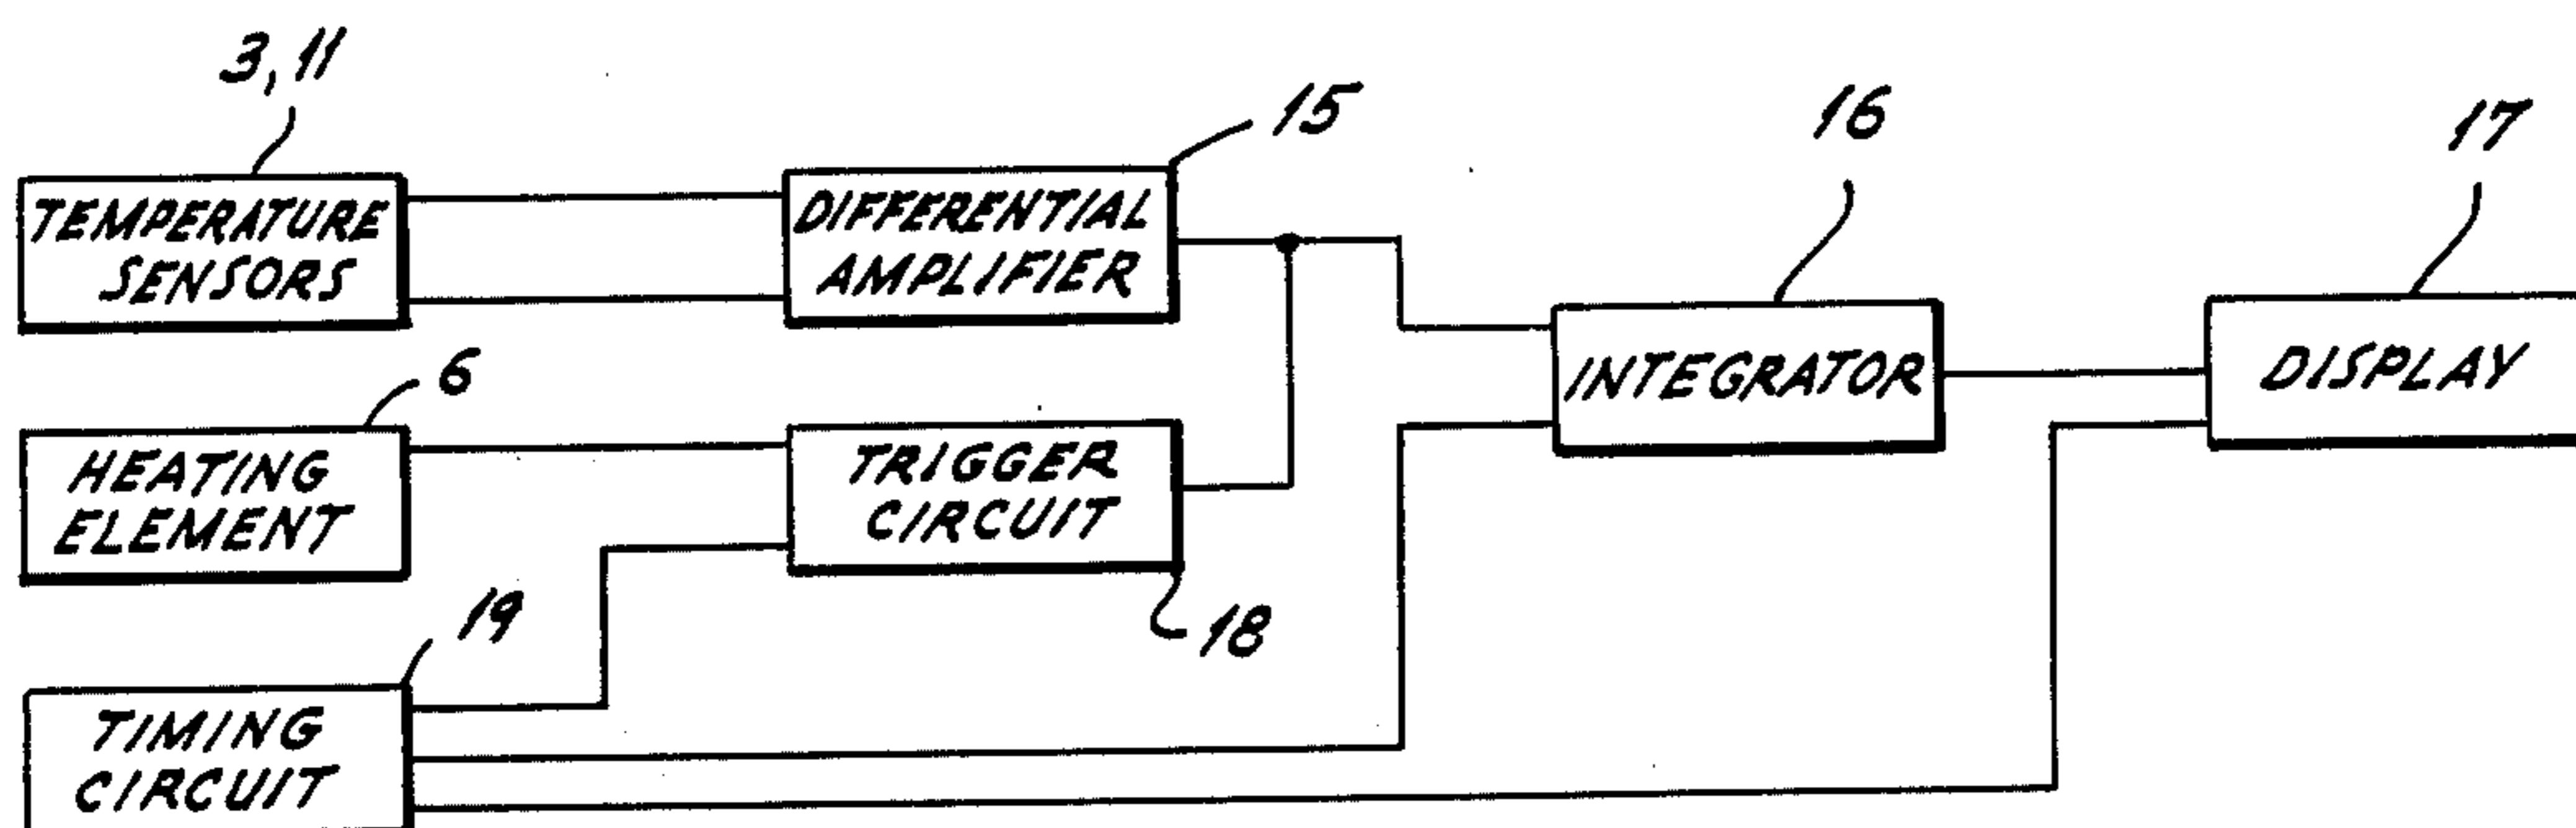 3, 11
TEMPERATURE
SENSORS
15
DIFFERENTIAL
AMPLIFIER
16
INTEGRATOR
17
DISPLAY
6
HEATING
ELEMENT
TRIGGER
CIRCUIT
18
19
TIMING
CIRCUIT